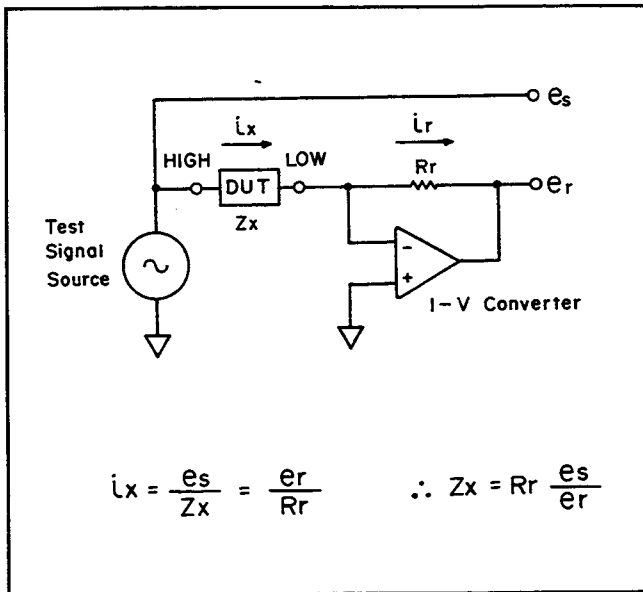 es
ix
ir
HIGH
DUT
LOW
Rr
er
Zx
Test
Signal
Source
~
-
+
I-V Converter
ix = es/Zx = er/Rr ∴ Zx = Rr es/er